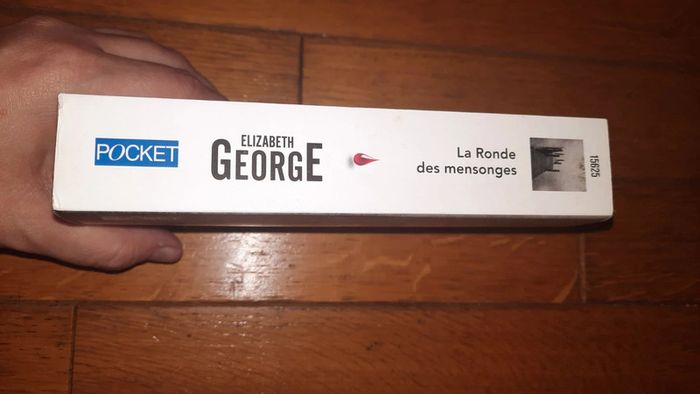 POCKET
ELIZABETH
GEORGE
La Ronde
des mensonges
15625